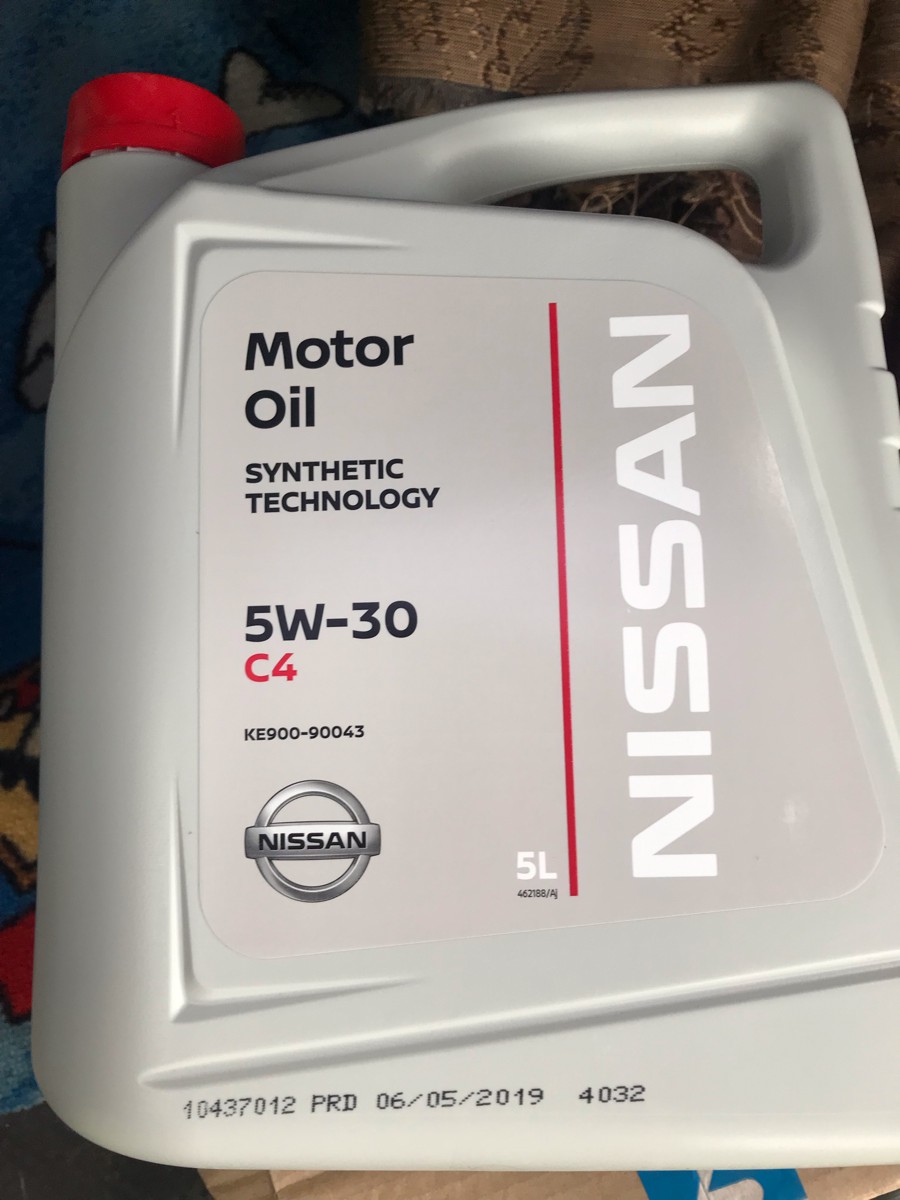 Motor
Oil
SYNTHETIC
TECHNOLOGY
5W-30
C4
KE900-90043
NISSAN
5L
462188/Aj
NISSAN
10437012 PRD 06/05/2019 4032